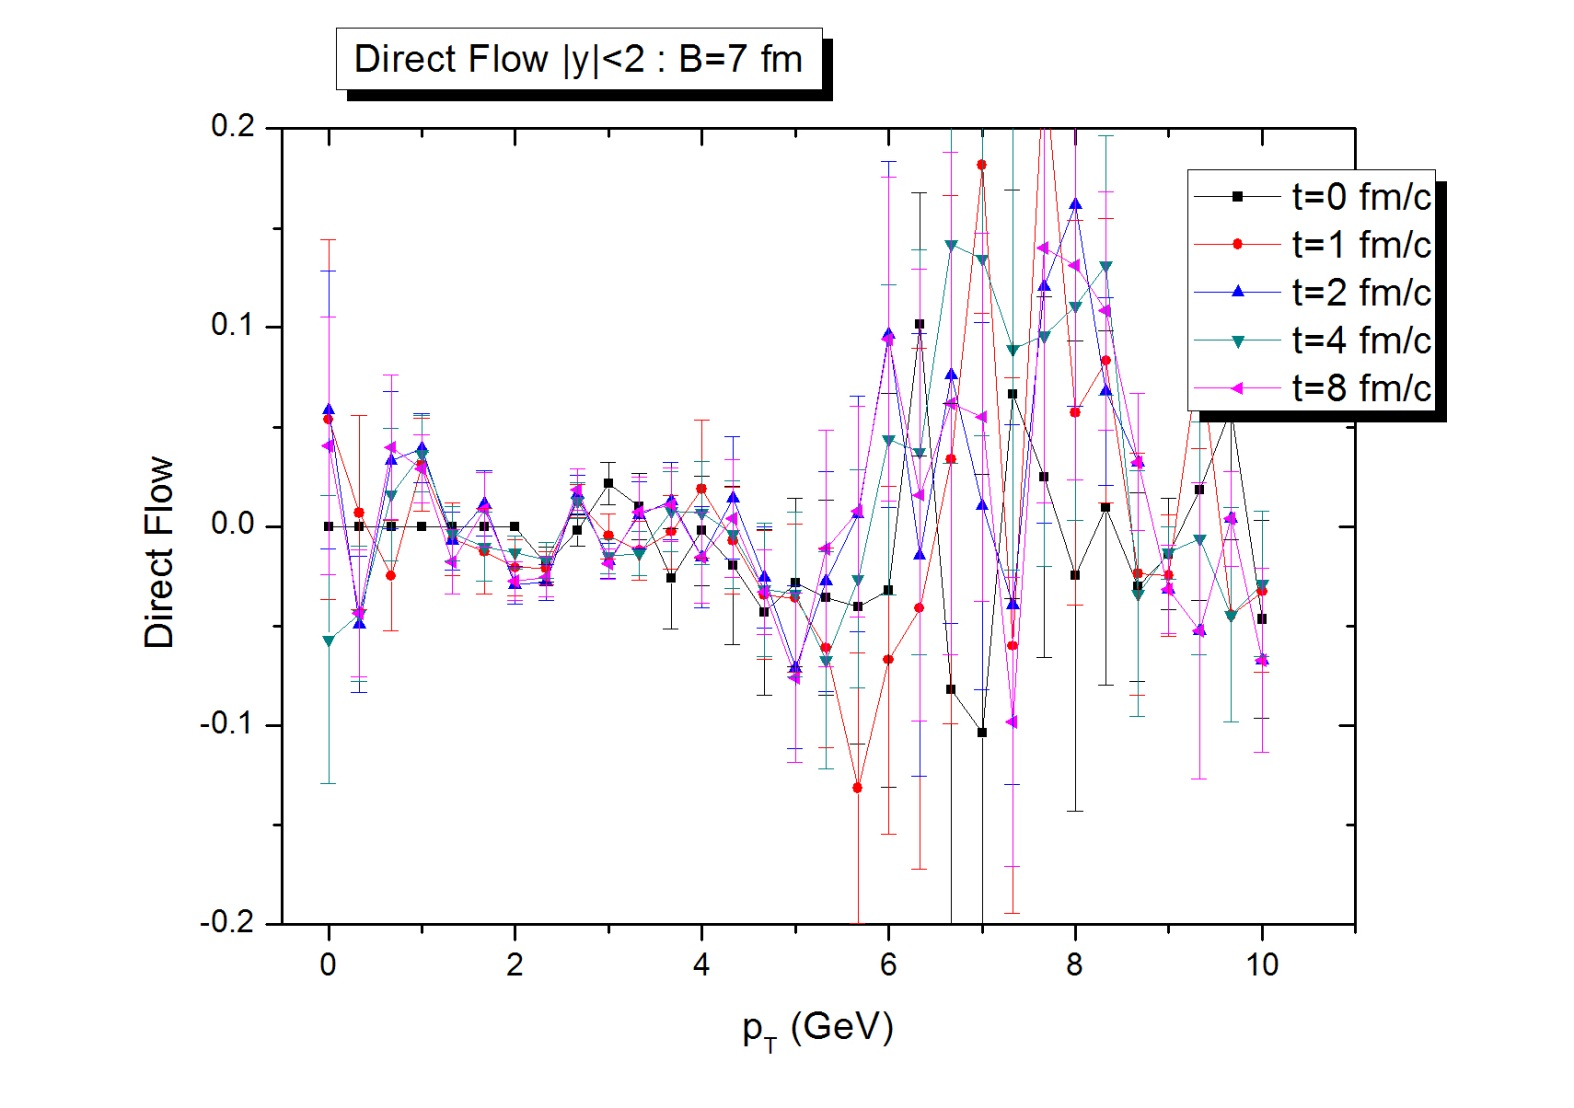 Direct Flow |y|<2 : B=7 fm
0.2
0.1
0.0
-0.1
-0.2
Direct Flow
0 2 4 6 8 10
pT (GeV)
t=0 fm/c
t=1 fm/c
t=2 fm/c
t=4 fm/c
t=8 fm/c